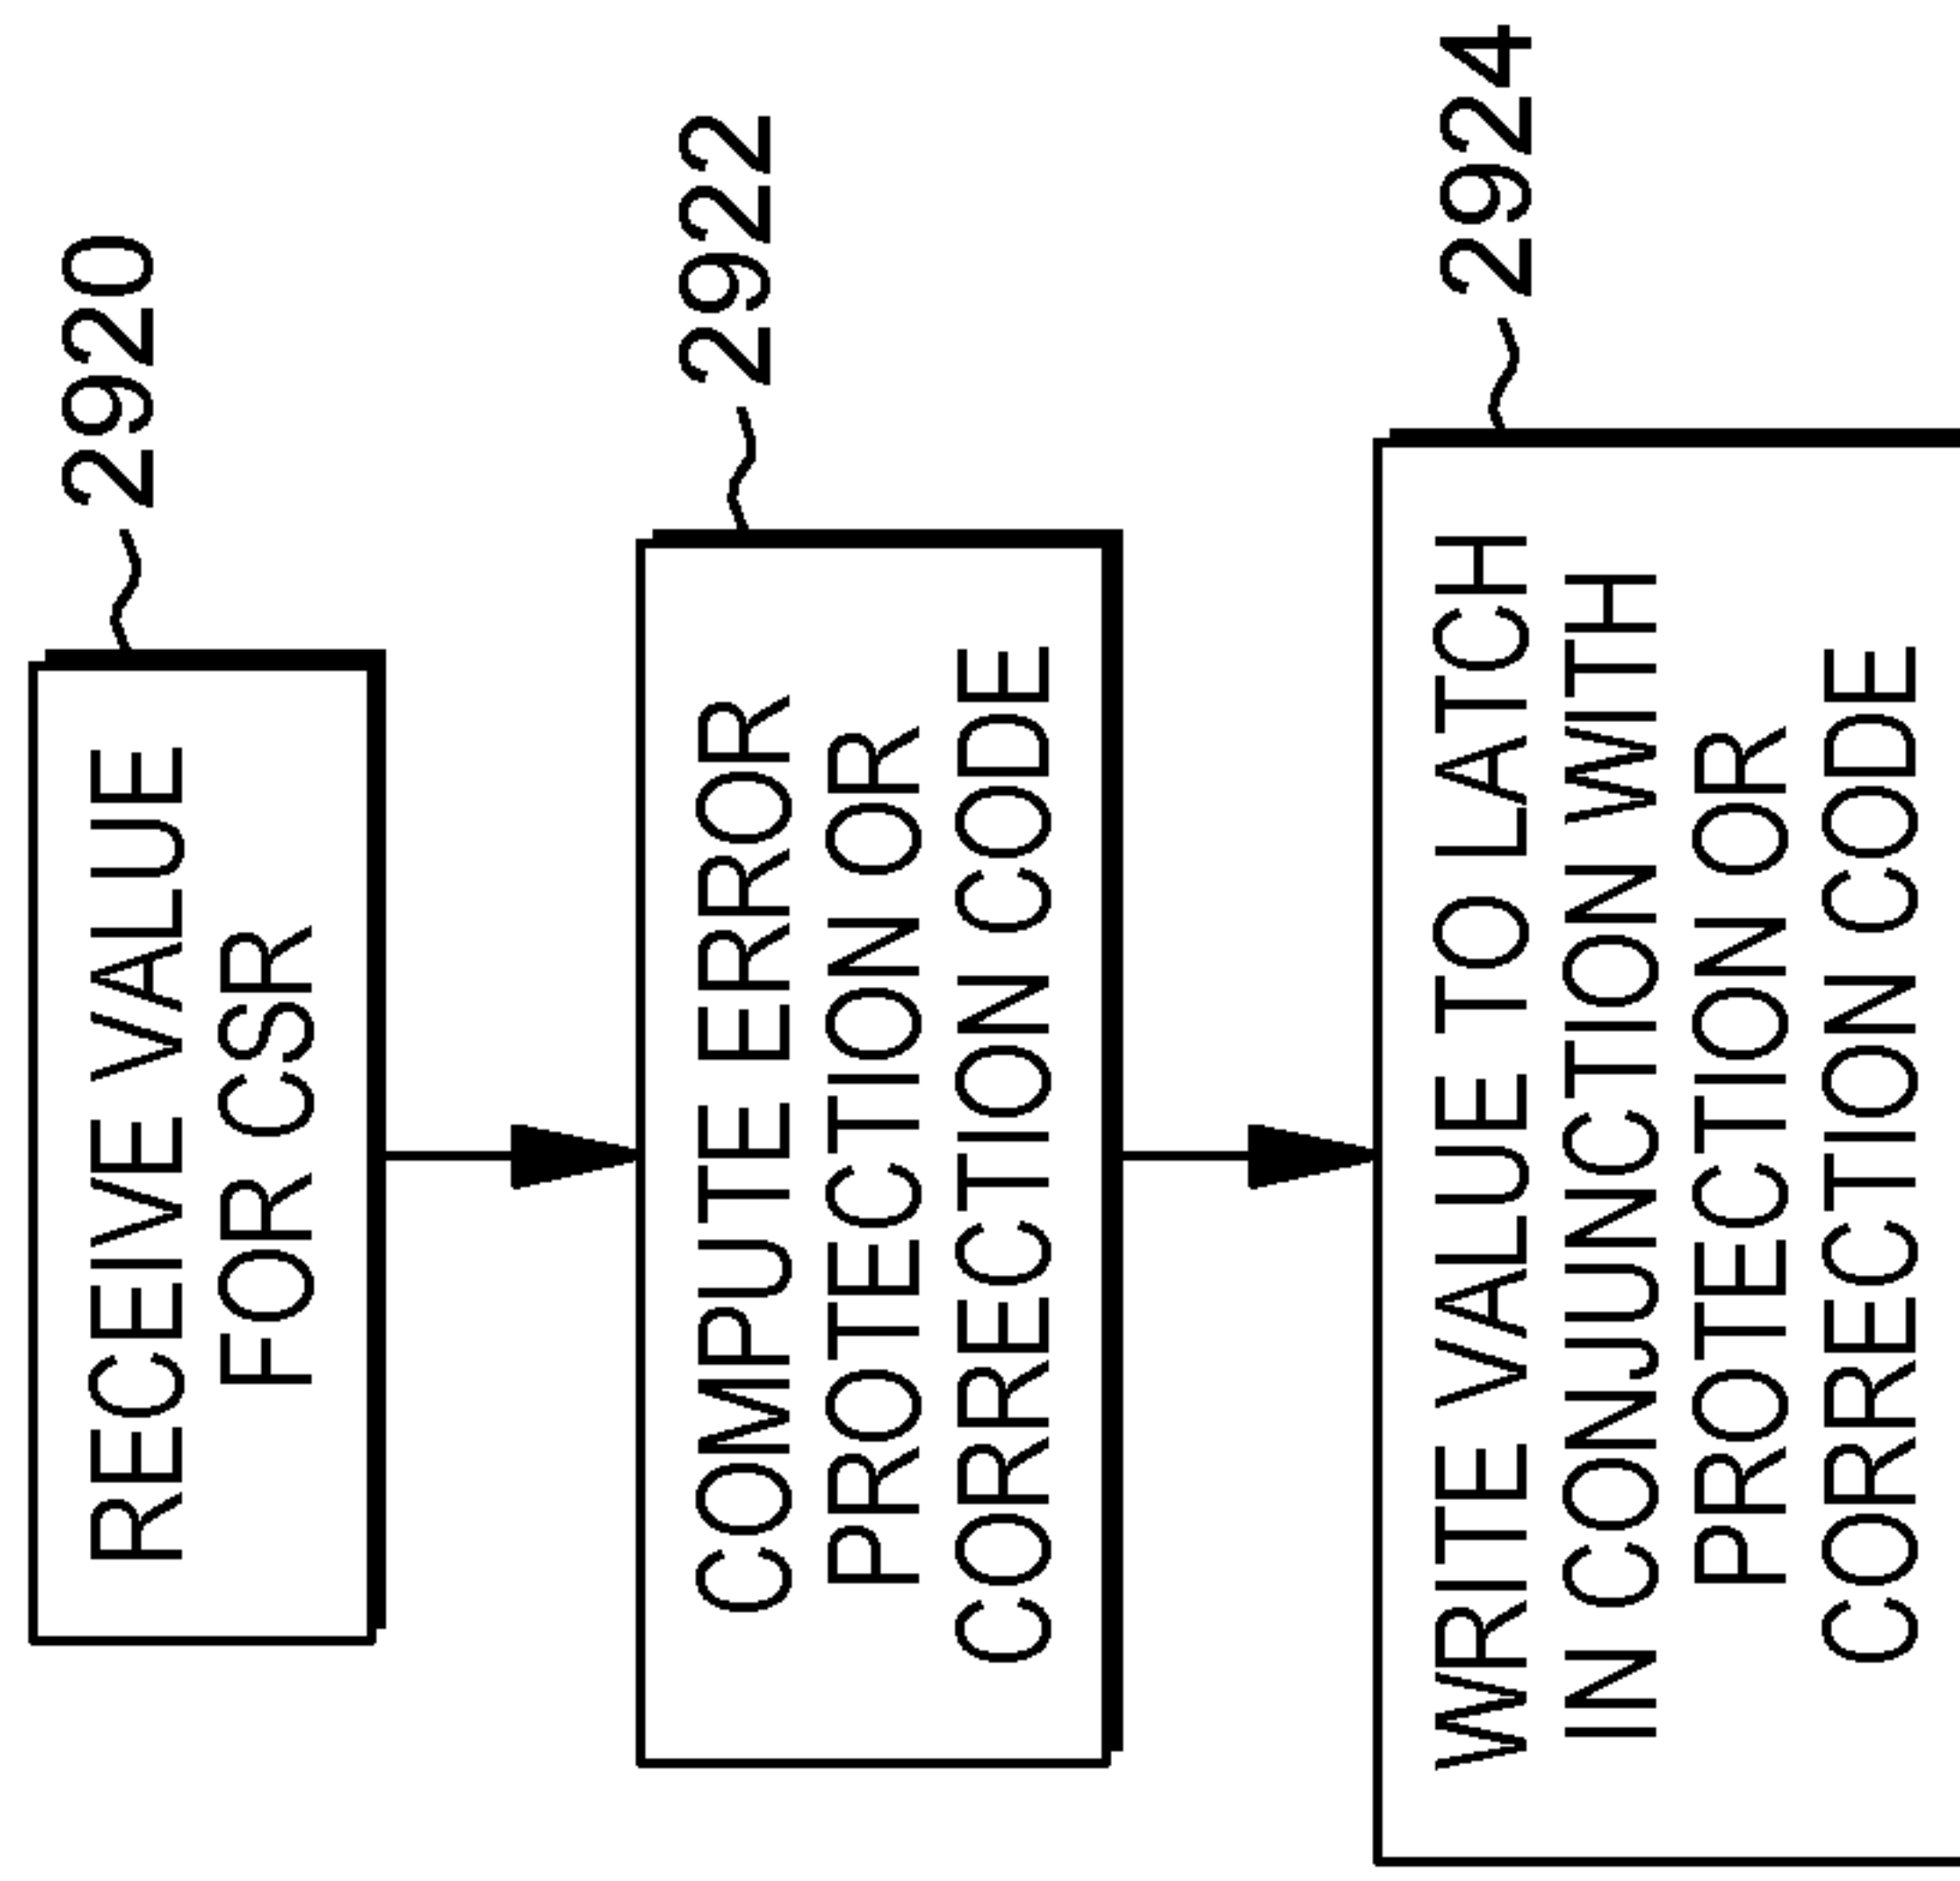 2920
RECEIVE VALUE
FOR CSR
2922
COMPUTE ERROR
PROTECTION OR
CORRECTION CODE
2924
WRITE VALUE TO LATCH
IN CONJUNCTION WITH
PROTECTION OR
CORRECTION CODE